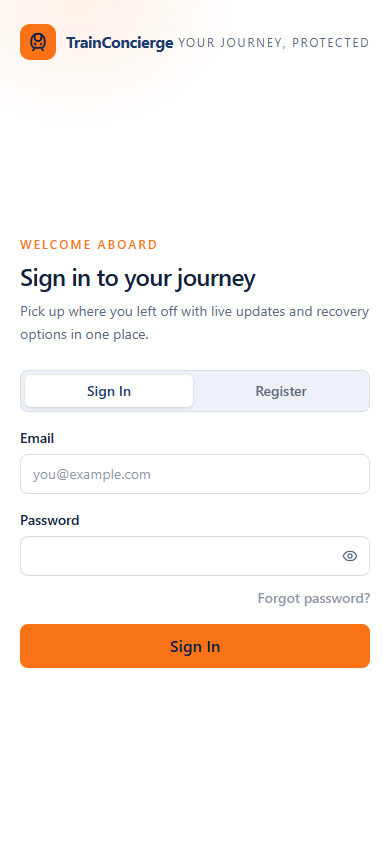 TrainConcierge YOUR JOURNEY, PROTECTED
WELCOME ABOARD
Sign in to your journey
Pick up where you left off with live updates and recovery
options in one place.
Sign In Register
Email
you@example.com
Password
Forgot password?
Sign In